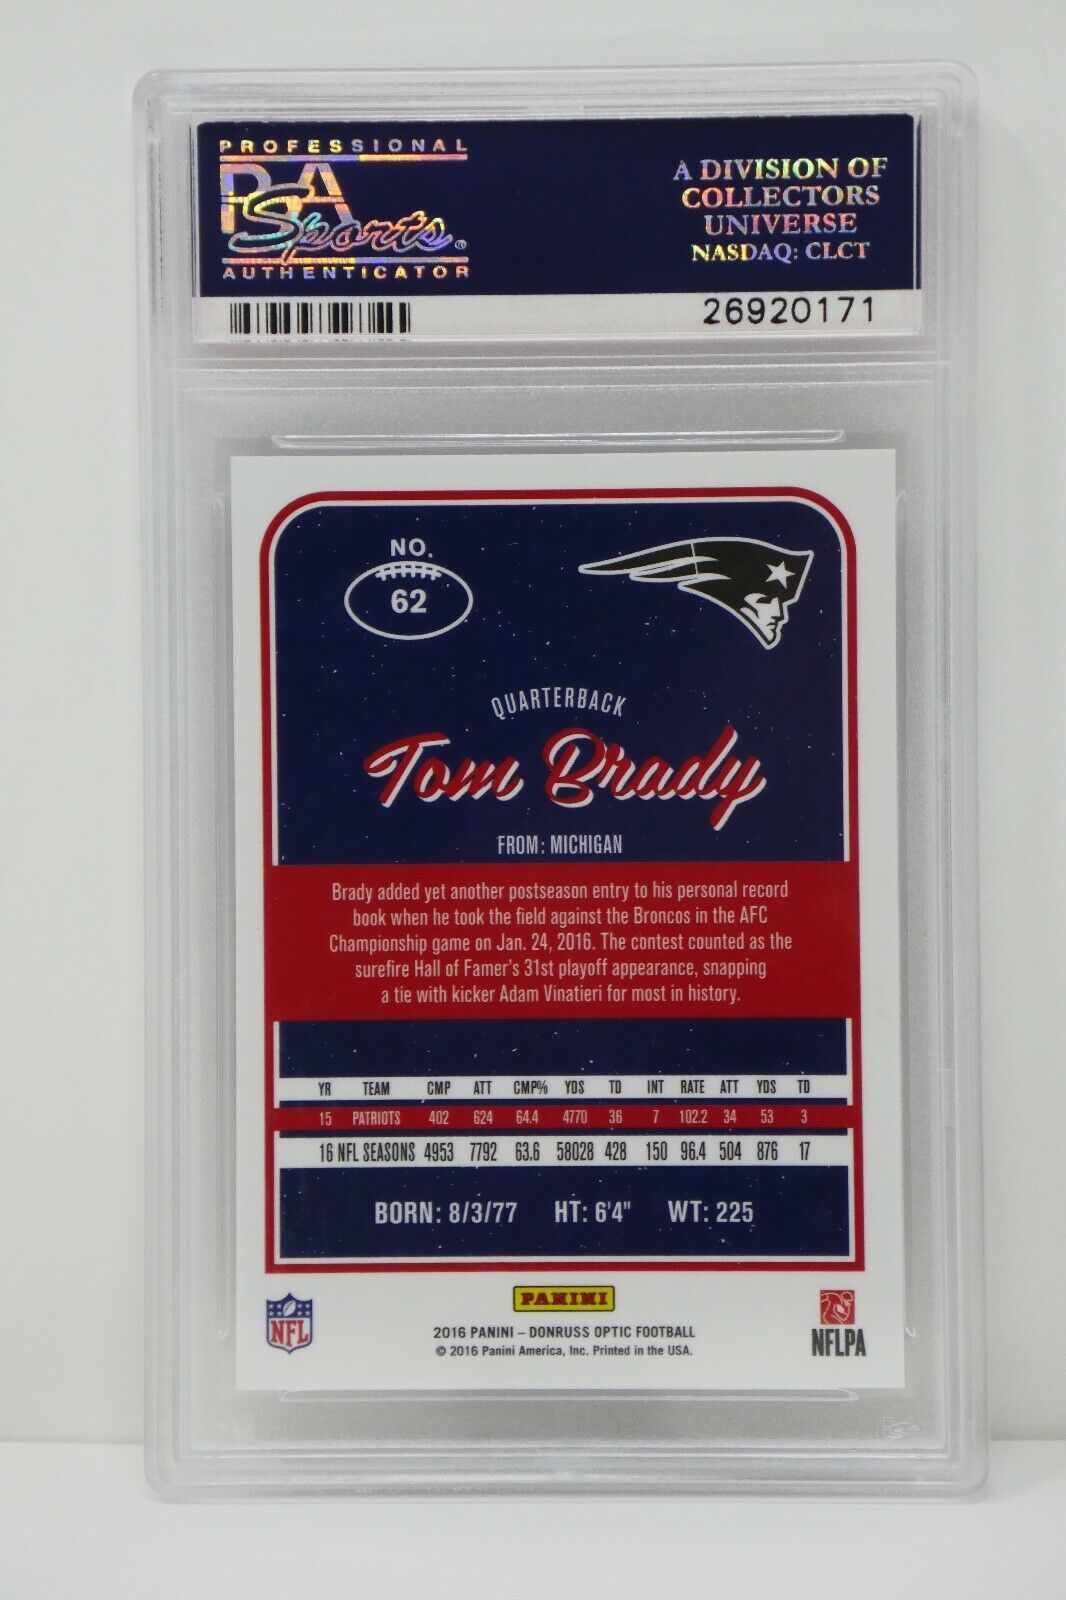 PROFESSIONAL
PSA
Sports®
AUTHENTICATOR
A DIVISION OF
COLLECTORS
UNIVERSE
NASDAQ: CLCT
26920171
NO.
62
QUARTERBACK
Tom Brady
FROM: MICHIGAN
Brady added yet another postseason entry to his personal record
book when he took the field against the Broncos in the AFC
Championship game on Jan. 24, 2016. The contest counted as the
surefire Hall of Famer's 31st playoff appearance, snapping
a tie with kicker Adam Vinatieri for most in history.
YR TEAM CMP ATT CMP% YDS TD INT RATE ATT YDS TD
15 PATRIOTS 402 624 64.4 4770 36 7 102.2 34 53 3
16 NFL SEASONS 4953 7792 63.6 58028 428 150 96.4 504 876 17
BORN: 8/3/77 HT: 6'4" WT: 225
PANINI
NFL
2016 PANINI – DONRUSS OPTIC FOOTBALL
© 2016 Panini America, Inc. Printed in the USA.
NFLPA